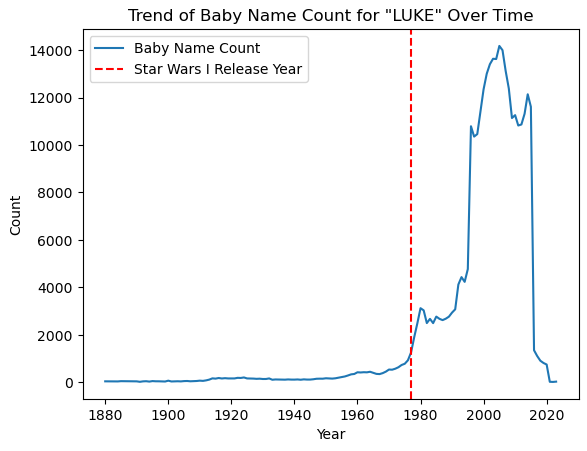 Trend of Baby Name Count for "LUKE" Over Time
Baby Name Count
Star Wars I Release Year
14000
12000
10000
8000
6000
4000
2000
0
Count
1880 1900 1920 1940 1960 1980 2000 2020
Year